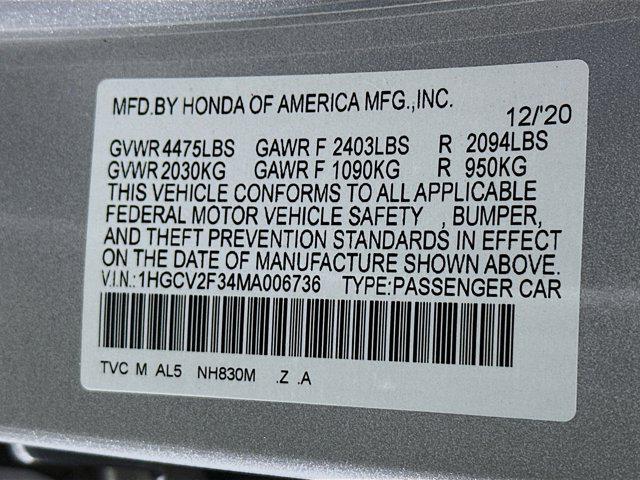 MFD.BY HONDA OF AMERICA MFG.,INC.
12/'20
GVWR 4475LBS GAWR F 2403LBS R 2094LBS
GVWR 2030KG GAWR F 1090KG R 950KG
THIS VEHICLE CONFORMS TO ALL APPLICABLE
FEDERAL MOTOR VEHICLE SAFETY , BUMPER,
AND THEFT PREVENTION STANDARDS IN EFFECT
ON THE DATE OF MANUFACTURE SHOWN ABOVE.
V.I.N.:1HGCV2F34MA006736 TYPE:PASSENGER CAR
TVC M AL5 NH830M .Z .A